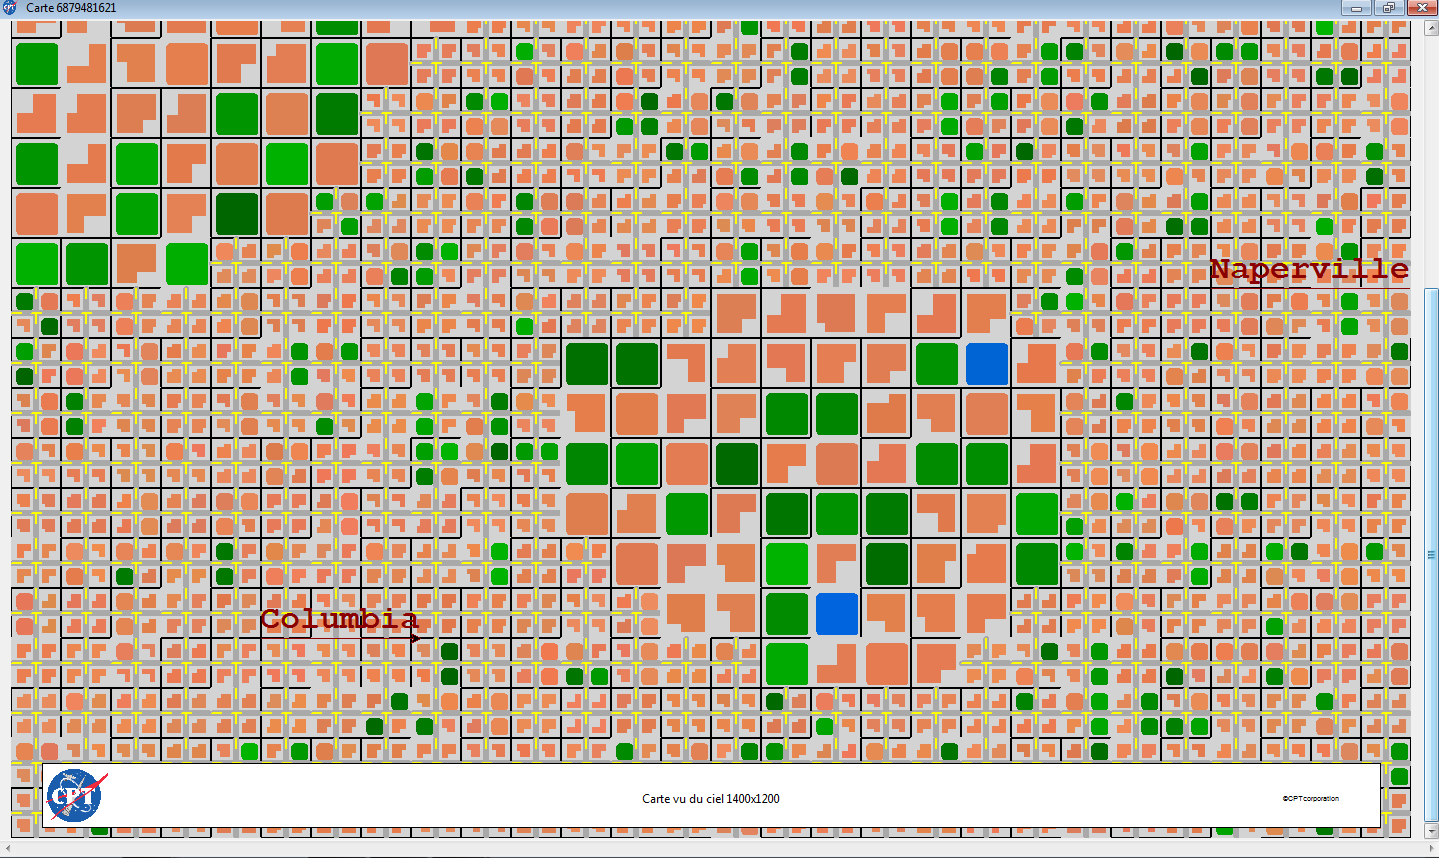 Carte 6879481621
Naperville
Columbia
CPT
Carte vu du ciel 1400x1200
©CPTcorporation